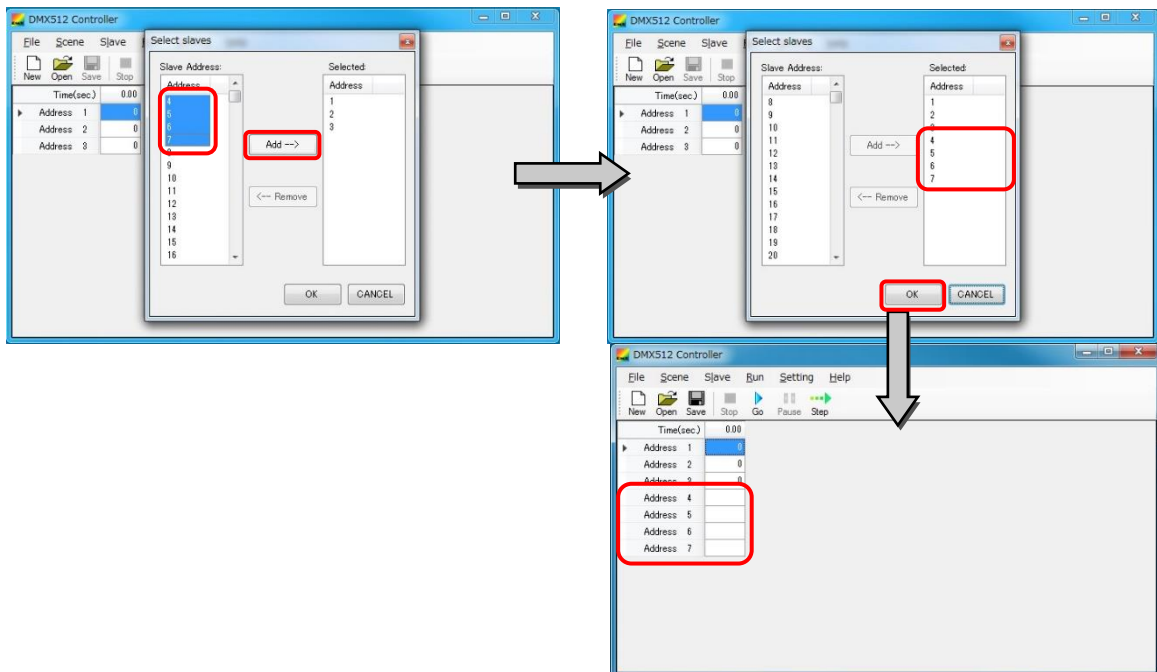 DMX512 Controller
File Scene Slave
New Open Save Stop
Time(sec.) 0.00
Address 1 0
Address 2 0
Address 3 0
Select slaves
Slave Address:
Address
4
5
6
7
8
9
10
11
12
13
14
15
16
Add -->
<-- Remove
Selected:
Address
1
2
3
OK CANCEL
DMX512 Controller
File Scene Slave
New Open Save Stop
Time(sec.) 0.00
Address 1 0
Address 2 0
Address 3 0
Select slaves
Slave Address:
Address
8
9
10
11
12
13
14
15
16
17
18
19
20
Add -->
<-- Remove
Selected:
Address
1
2
3
4
5
6
7
OK CANCEL
DMX512 Controller
File Scene Slave Run Setting Help
New Open Save Stop Go Pause Step
Time(sec.) 0.00
Address 1 0
Address 2 0
Address 3 0
Address 4
Address 5
Address 6
Address 7